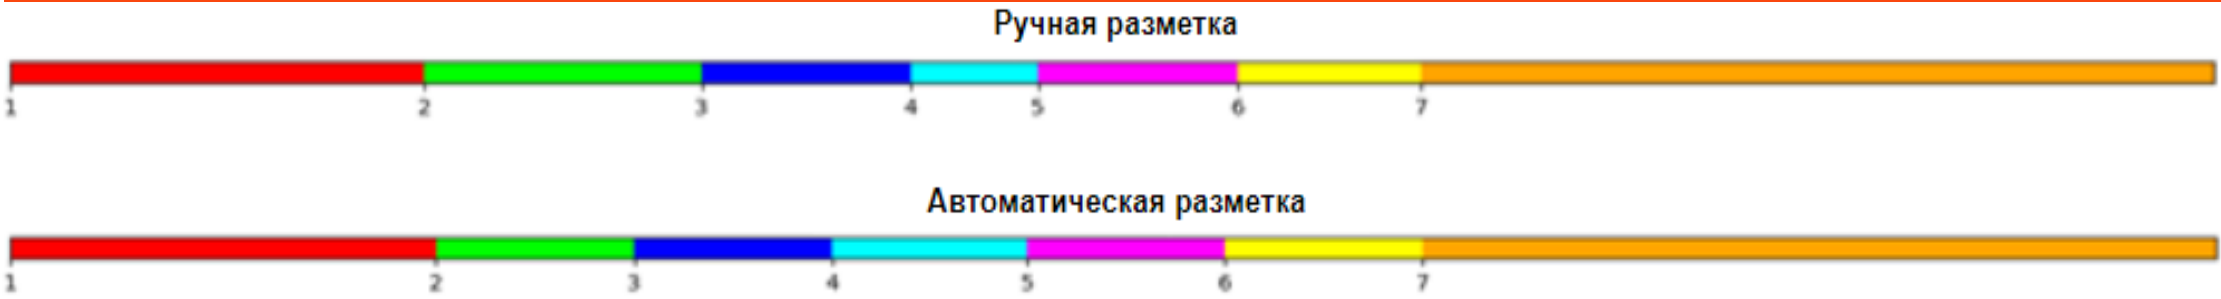 Ручная разметка
1 2 3 4 5 6 7
Автоматическая разметка
1 2 3 4 5 6 7